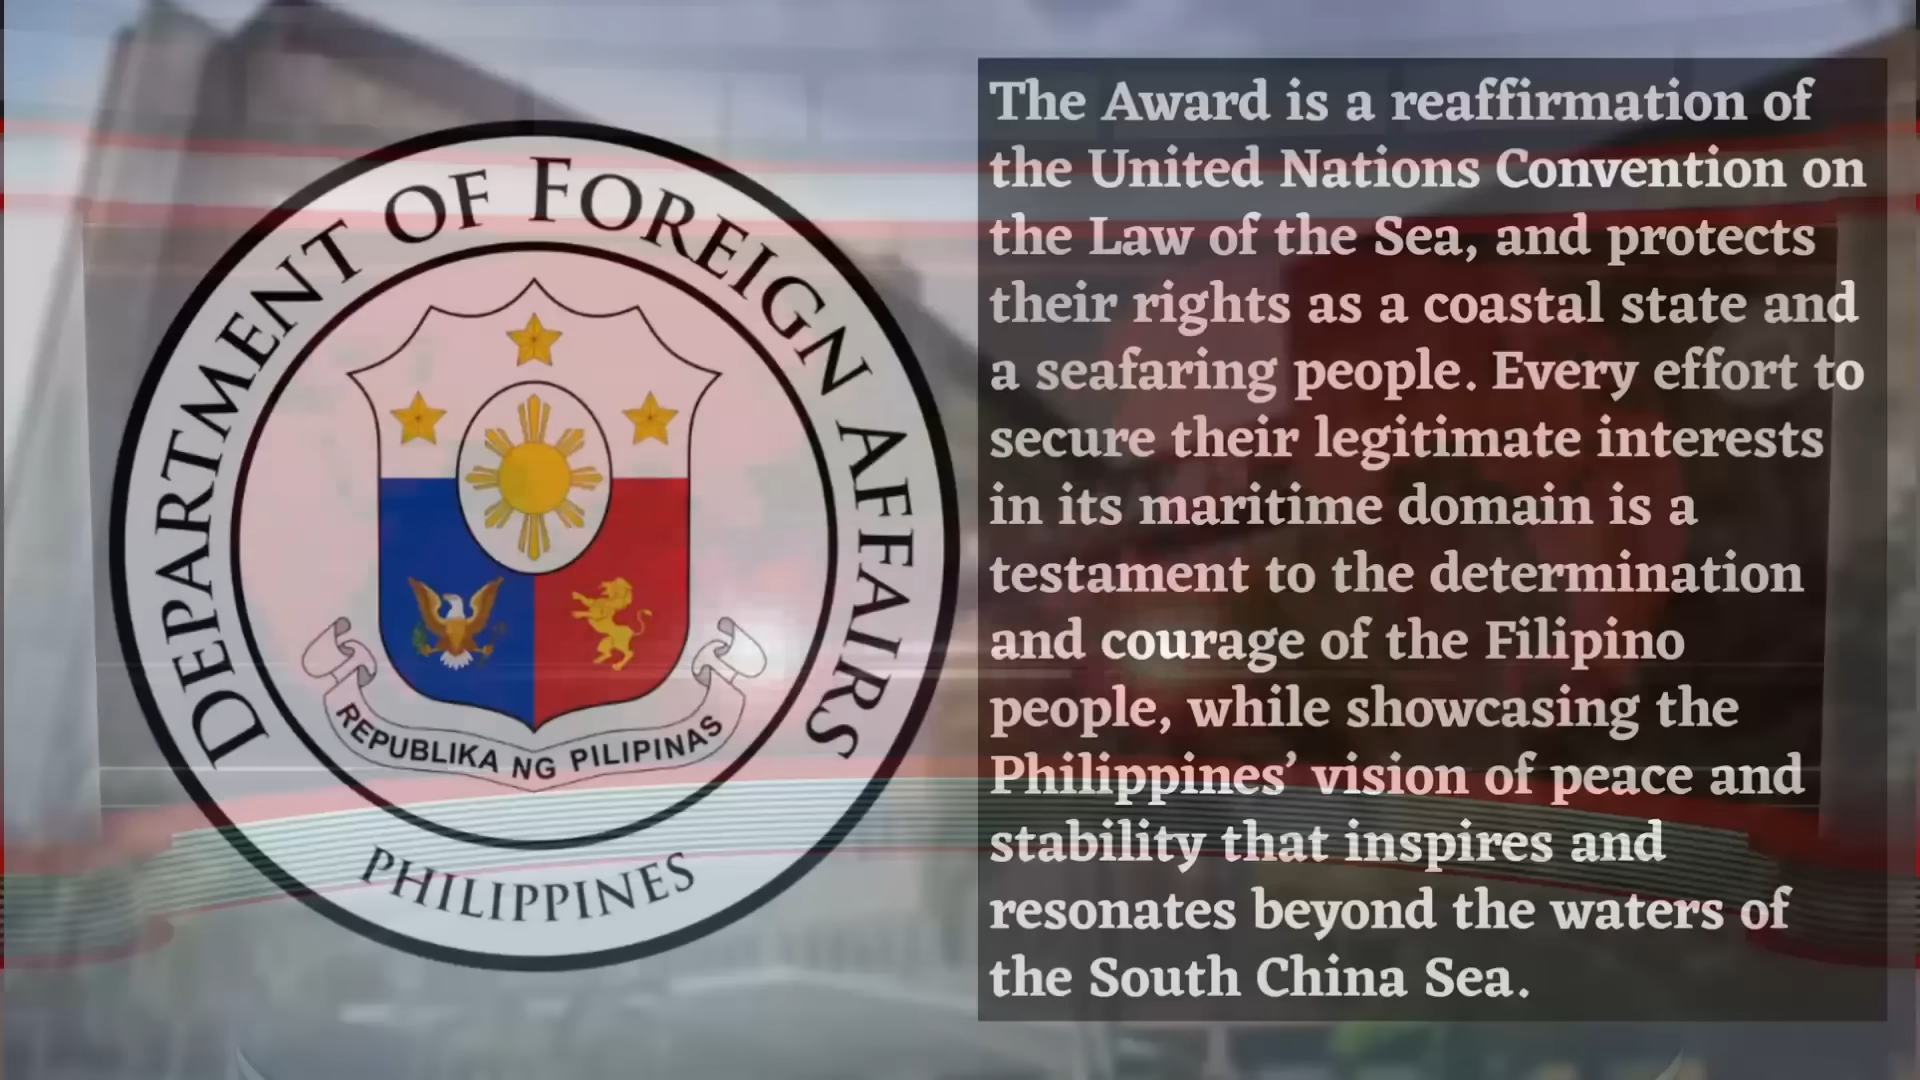 DEPARTMENT OF FOREIGN AFFAIRS
REPUBLIKA NG PILIPINAS
PHILIPPINES
The Award is a reaffirmation of
the United Nations Convention on
the Law of the Sea, and protects
their rights as a coastal state and
a seafaring people. Every effort to
secure their legitimate interests
in its maritime domain is a
testament to the determination
and courage of the Filipino
people, while showcasing the
Philippines’ vision of peace and
stability that inspires and
resonates beyond the waters of
the South China Sea.